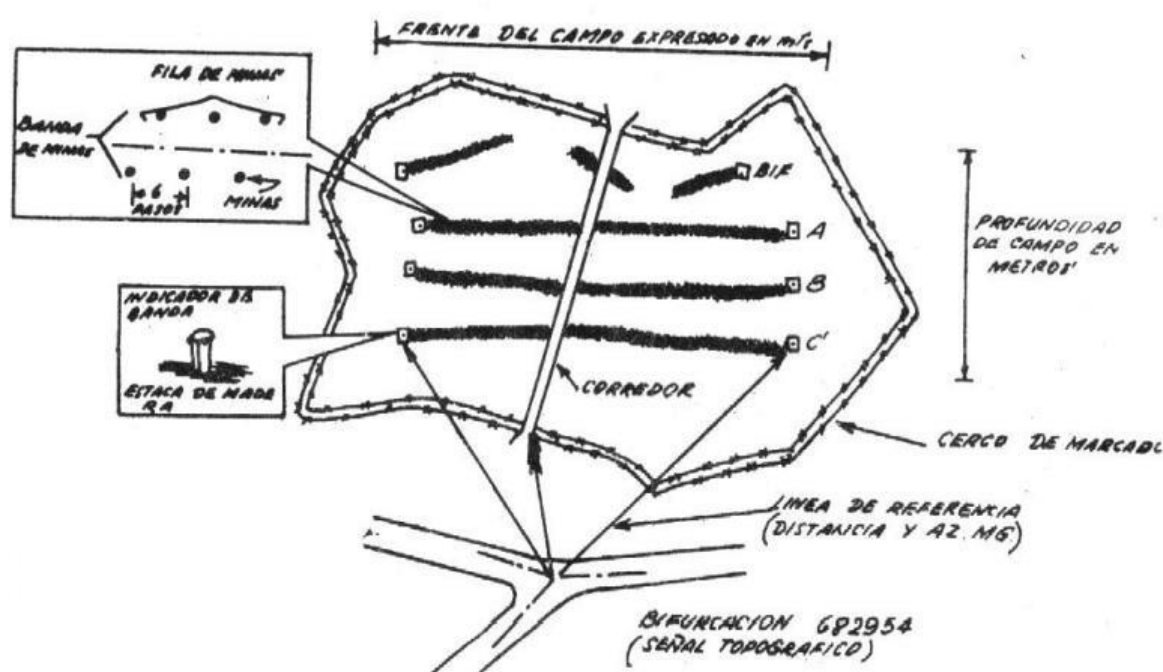 FRENTE DEL CAMPO EXPRESADO EN mts
FILA DE MINAS
BANDA
DE MINAS
6
PASOS
MINAS
BIF
A
B
C'
PROFUNDIDAD
DE CAMPO EN
METROS
INDICADOR DE
BANDA
ESTACA DE MADE
RA
CORREDOR
CERCO DE MARCADO
LINEA DE REFERENCIA
(DISTANCIA Y AZ. MG.)
BIFURCACION 682954
(SEÑAL TOPOGRAFICO)